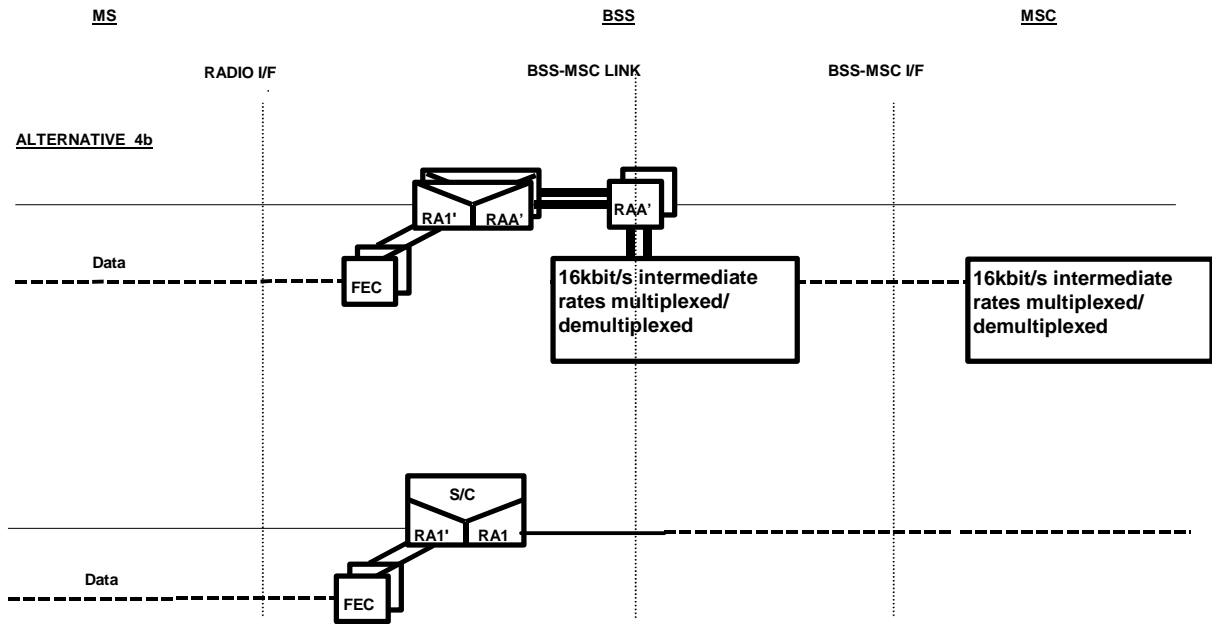 MS
BSS
MSC
RADIO I/F
BSS-MSC LINK
BSS-MSC I/F
ALTERNATIVE 4b
RA1'
RAA'
RAA'
Data
FEC
16kbit/s intermediate
rates multiplexed/
demultiplexed
16kbit/s intermediate
rates multiplexed/
demultiplexed
S/C
RA1'
RA1
Data
FEC